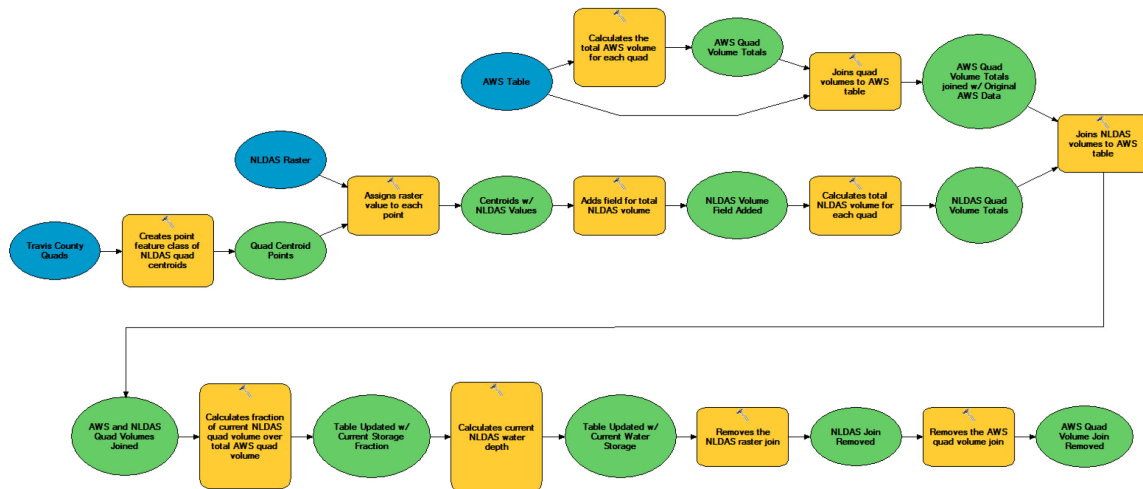 Calculates the
total AWS volume
for each quad
AWS Quad
Volume Totals
AWS Table
Joins quad
volumes to AWS
table
AWS Quad
Volume Totals
joined w/ Original
AWS Data
Joins NLDAS
volumes to AWS
table
NLDAS Raster
Assigns raster
value to each
point
Centroids w/
NLDAS Values
Adds field for total
NLDAS volume
NLDAS Volume
Field Added
Calculates total
NLDAS volume for
each quad
NLDAS Quad
Volume Totals
Travis County
Quads
Creates point
feature class of
NLDAS quad
centroids
Quad Centroid
Points
AWS and NLDAS
Quad Volumes
Joined
Calculates fraction
of current NLDAS
quad volume over
total AWS quad
volume
Table Updated w/
Current Storage
Fraction
Calculates current
NLDAS water
depth
Table Updated w/
Current Water
Storage
Removes the
NLDAS raster join
NLDAS Join
Removed
Removes the AWS
quad volume join
AWS Quad
Volume Join
Removed